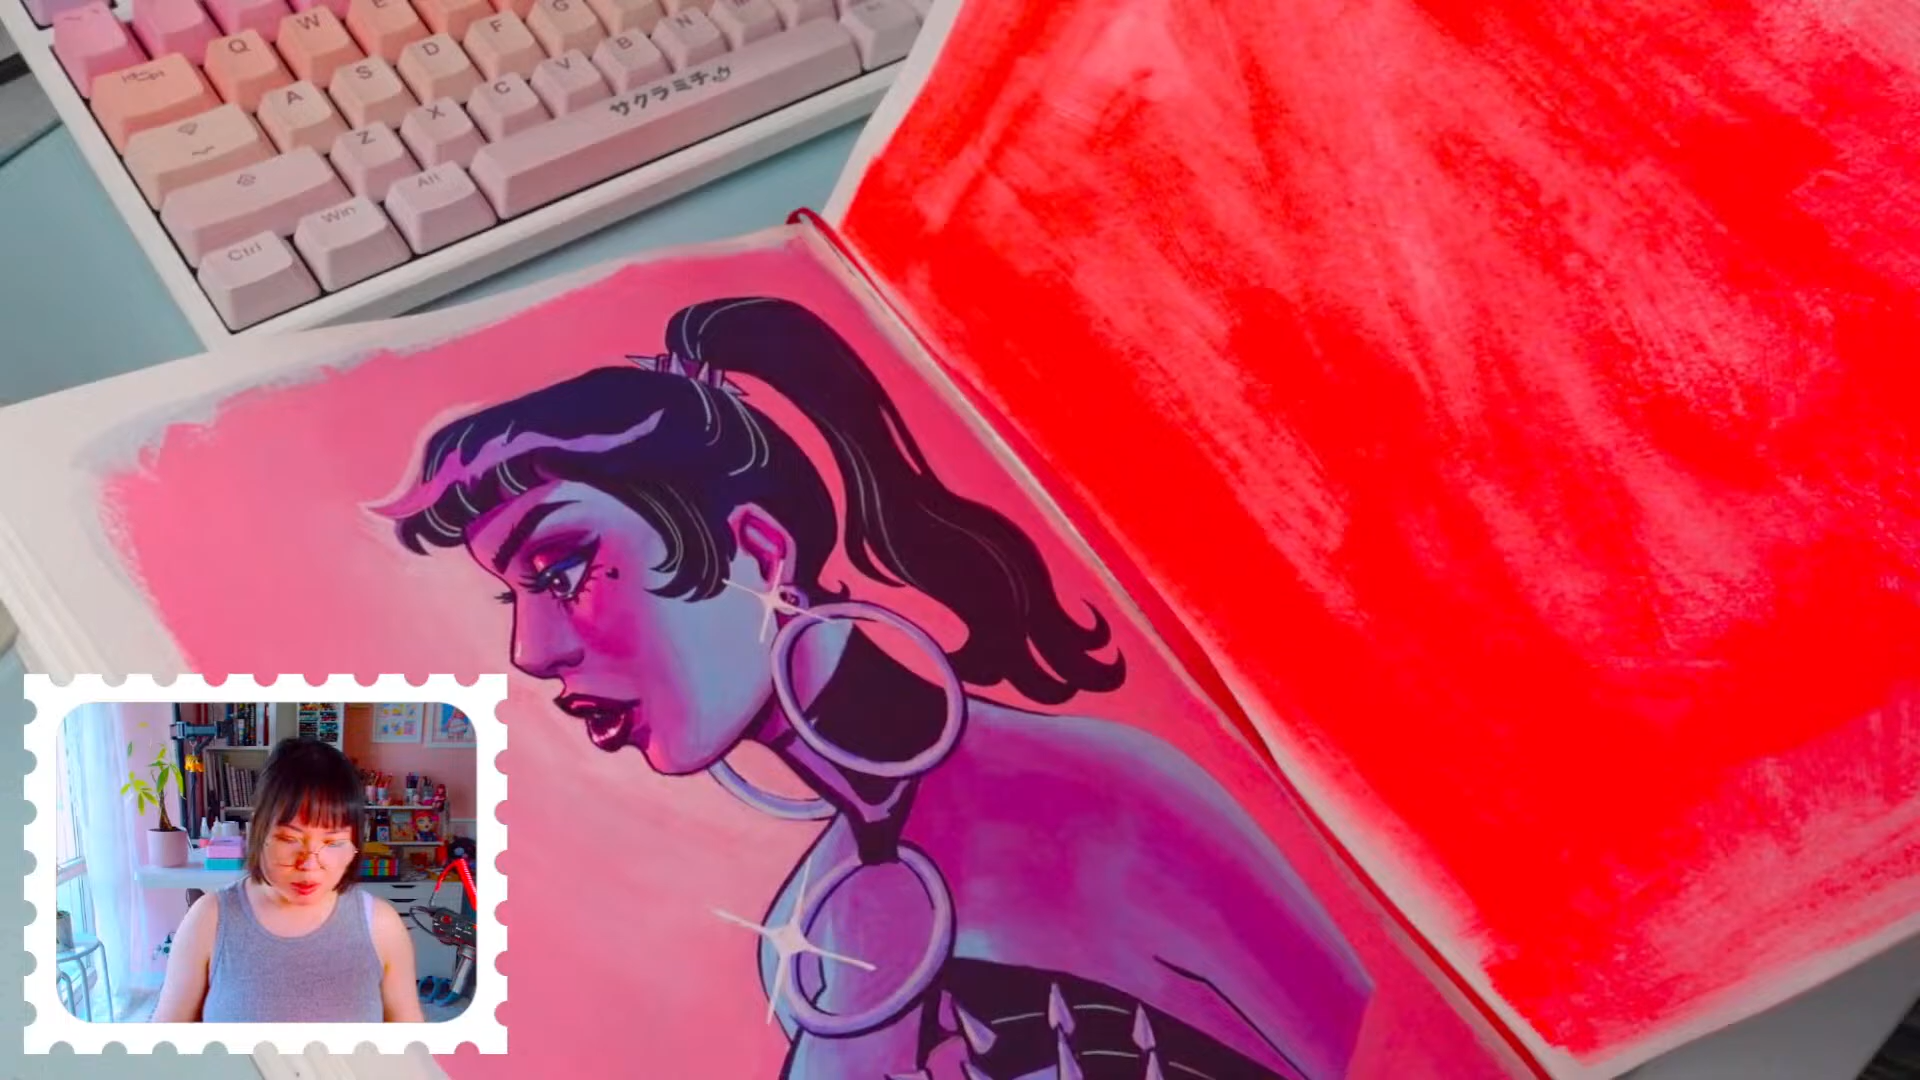 Q W E F G
A S D F
Z X C V B N M
サクラミチ
Ctrl Win Alt